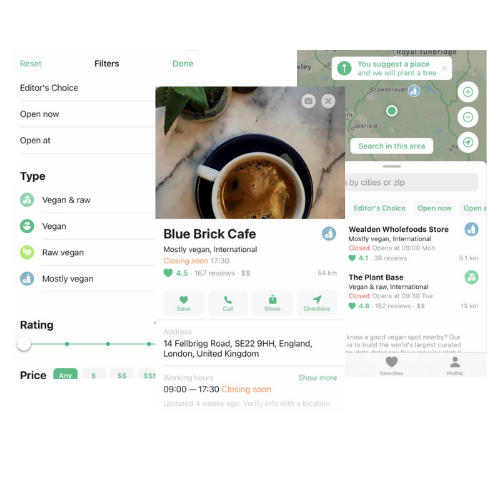 Reset Filters Done
Editor's Choice
Open now
Open at
Type
Vegan & raw
Vegan
Raw vegan
Mostly vegan
Rating
Price Any $ $$ $$$
Blue Brick Cafe
Mostly vegan, International
Closing soon 17:30
4.5 · 167 reviews · $$ 54 km
Save Call Share Directions
Address
14 Fellbrigg Road, SE22 9HH, England,
London, United Kingdom
Working hours Show more
09:00 — 17:30 Closing soon
Updated 4 weeks ago. Verify info with a location
Royal Tunbridge
You suggest a place
and we will plant a tree
Crowborough
Search in this area
by cities or zip
Editor's Choice Open now Open a
Wealden Wholefoods Store
Mostly vegan, International
Closed Opens at 09:00 Mon
4.1 · 38 reviews 8.1 km
The Plant Base
Vegan & raw, International
Closed Opens at 09:30 Tue
4.8 · 152 reviews · $$ 13 km
know a good vegan spot nearby? Our
is to build the world's largest curated
Favorites Profile